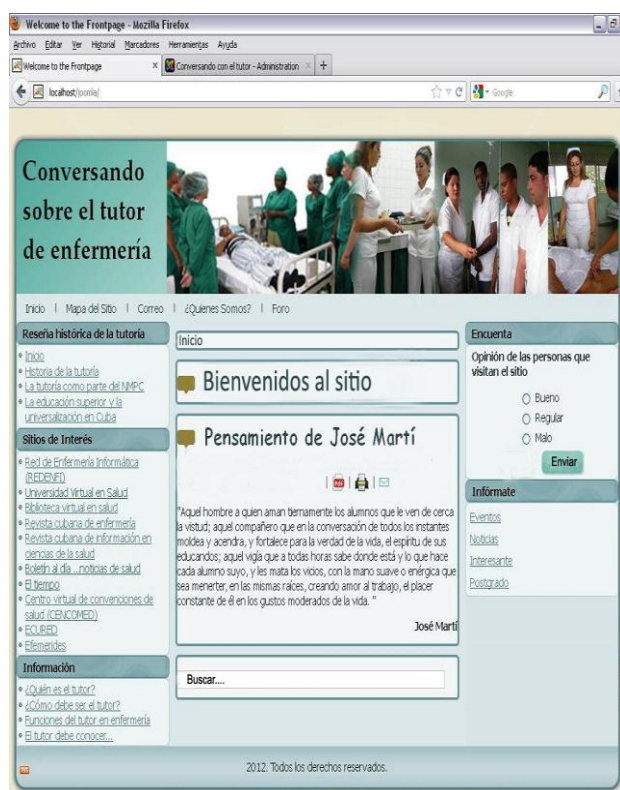 Welcome to the Frontpage - Mozilla Firefox
Archivo Editar Ver Historial Marcadores Herramientas Ayuda
Welcome to the Frontpage × Conversando con el tutor - Administration × +
localhost/joomla/ Google
Conversando
sobre el tutor
de enfermería
Inicio | Mapa del Sitio | Correo | ¿Quienes Somos? | Foro
Reseña histórica de la tutoría
Inicio
Historia de la tutoría
La tutoría como parte del NMPC
La educación superior y la
universalización en Cuba
Sitios de Interés
Red de Enfermería Informática
(REDENFI)
Universidad Virtual en Salud
Biblioteca virtual en salud
Revista cubana de enfermería
Revista cubana de información en
ciencias de la salud
Boletín al día ...noticias de salud
El tiempo
Centro virtual de convenciones de
salud (CENCOMED)
ECURED
Efemerides
Información
¿Quién es el tutor?
¿Cómo debe ser el tutor?
Funciones del tutor en enfermería
El tutor debe conocer...
Inicio
Bienvenidos al sitio
Pensamiento de José Martí
"Aquel hombre a quien aman tiernamente los alumnos que le ven de cerca
la vistud; aquel compañero que en la conversación de todos los instantes
moldea y acendra, y fortalece para la verdad de la vida, el espíritu de sus
educandos; aquel vigía que a todas horas sabe donde está y lo que hace
cada alumno suyo, y les mata los vicios, con la mano suave o enérgica que
sea menerter, en las mismas raíces, creando amor al trabajo, el placer
constante de él en los gustos moderados de la vida. "
José Martí
Buscar....
Encuenta
Opinión de las personas que
visitan el sitio
Bueno
Regular
Malo
Enviar
Infórmate
Eventos
Noticias
Interesante
Postgrado
2012. Todos los derechos reservados.